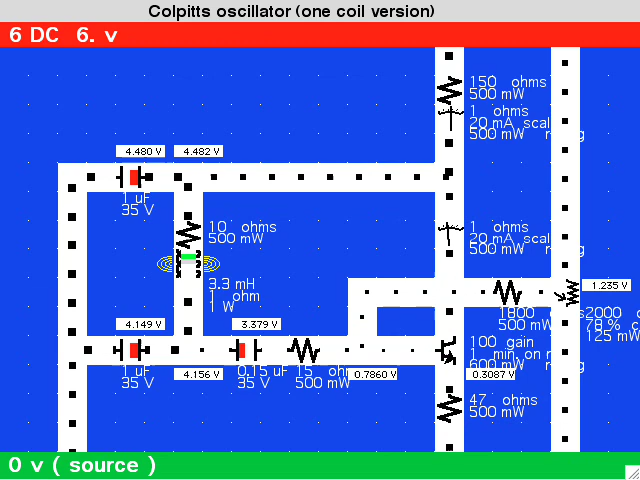 Colpitts oscillator (one coil version)
6 DC 6. v
150 ohms
500 mW
1 ohms
20 mA scal
500 mW
4.480 V
4.482 V
1 uF
35 V
10 ohms
500 mW
1 ohms
20 mA scal
500 mW
3.3 mH
1 ohm
1 W
1.235 V
1800
500 mW
2000
125 mW
4.149 V
3.379 V
100 gain
1 min. on r
600 mW
1 uF
35 V
4.156 V
0.15 uF
35 V
15 ohm
500 mW
0.7860 V
0.3087 V
47 ohms
500 mW
0 v ( source )